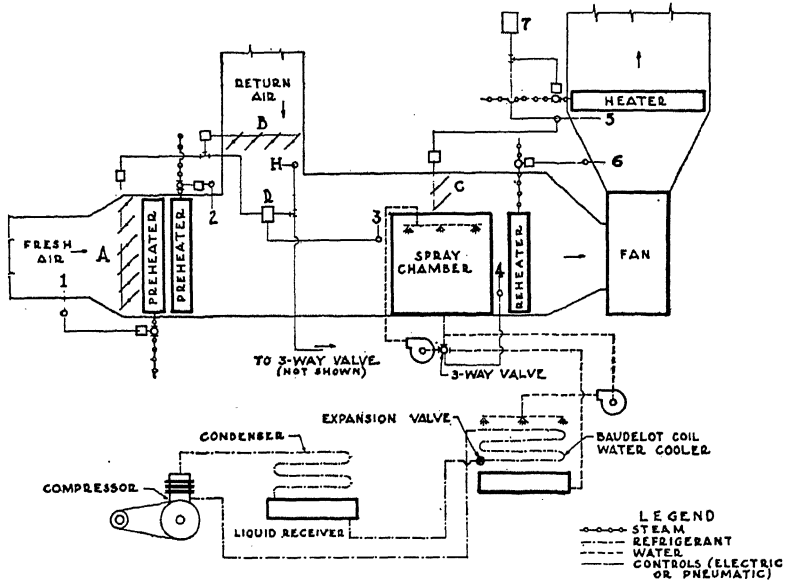 7
RETURN
AIR
B
HEATER
5
H
6
2
C
R
3
FRESH
AIR
A
1
PREHEATER
PREHEATER
SPRAY
CHAMBER
4
REHEATER
FAN
TO 3-WAY VALVE
(NOT SHOWN)
3-WAY VALVE
EXPANSION VALVE
CONDENSER
BAUDELOT COIL
WATER COOLER
COMPRESSOR
LIQUID RECEIVER
LEGEND
STEAM
REFRIGERANT
WATER
CONTROLS (ELECTRIC
OR PNEUMATIC)